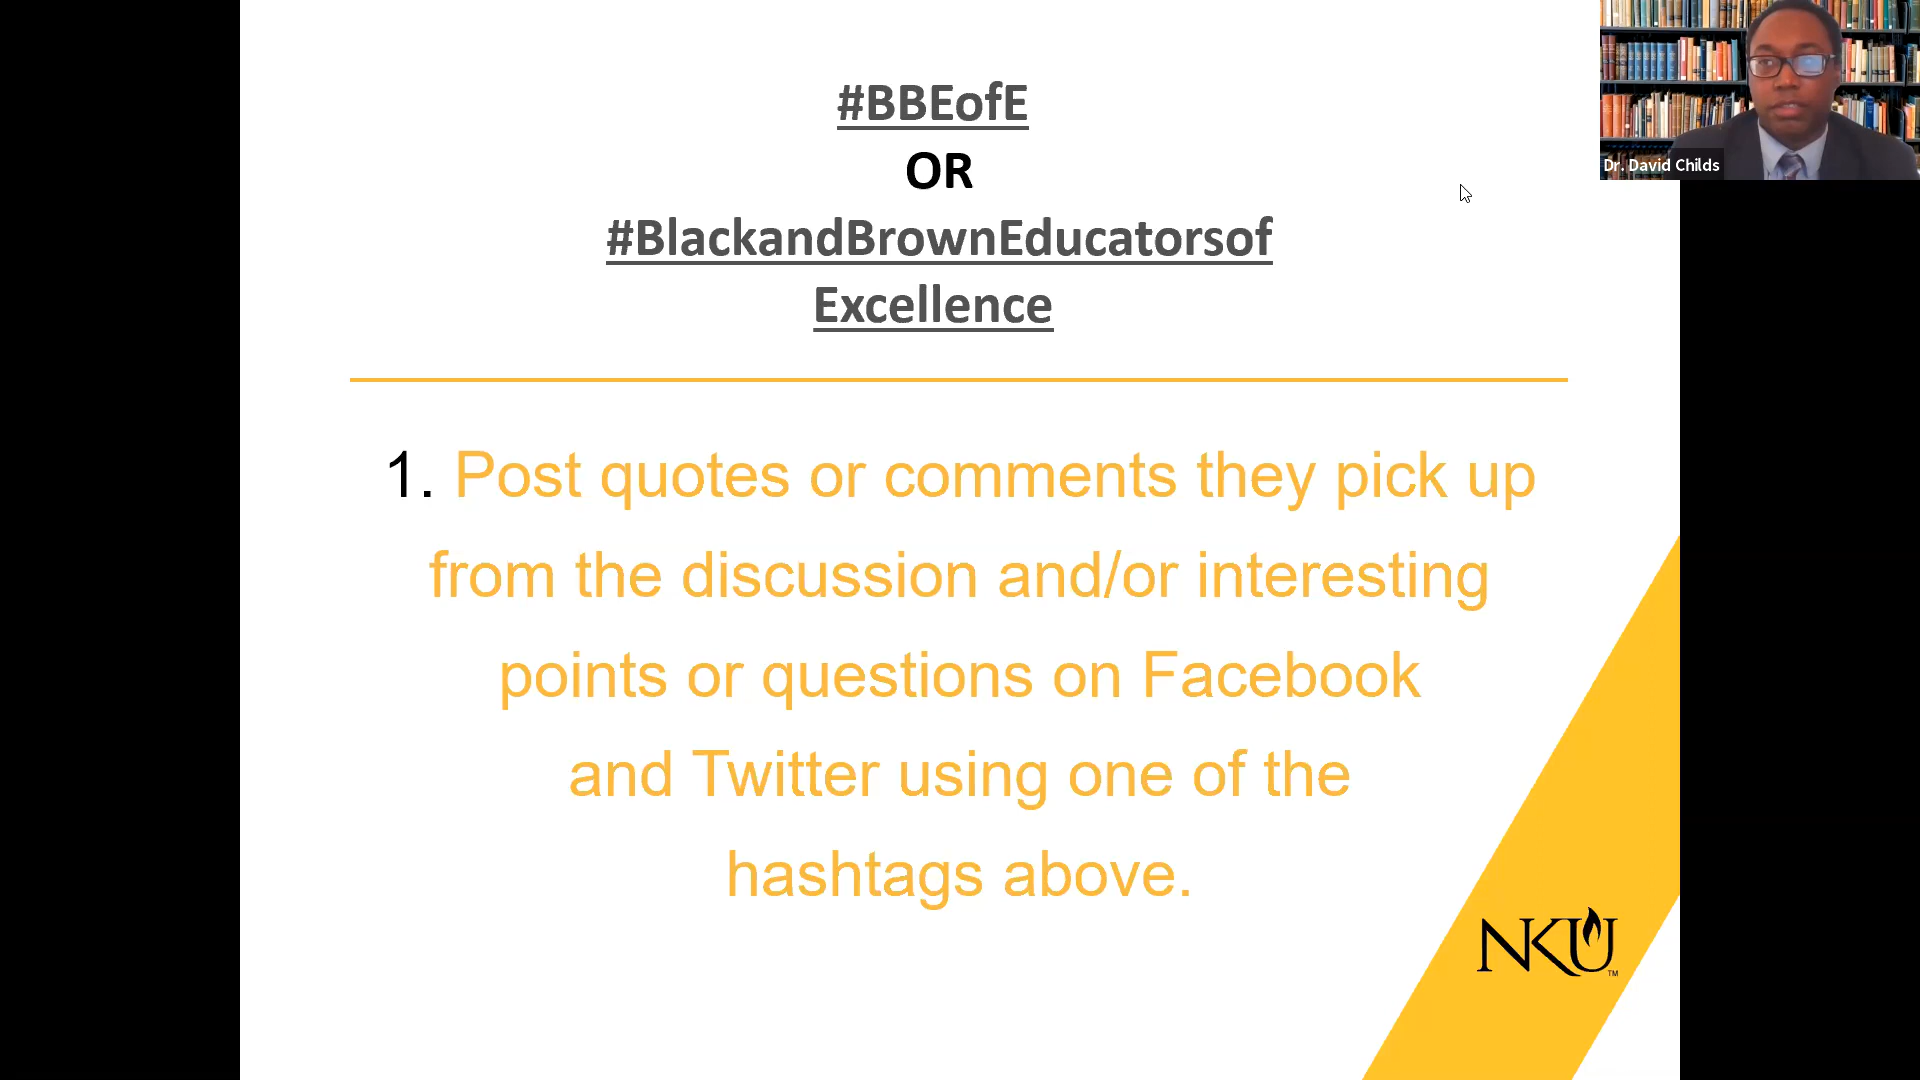 #BBEofE
OR
#BlackandBrownEducatorsof
Excellence
Dr. David Childs
1. Post quotes or comments they pick up
from the discussion and/or interesting
points or questions on Facebook
and Twitter using one of the
hashtags above.
NKU
TM